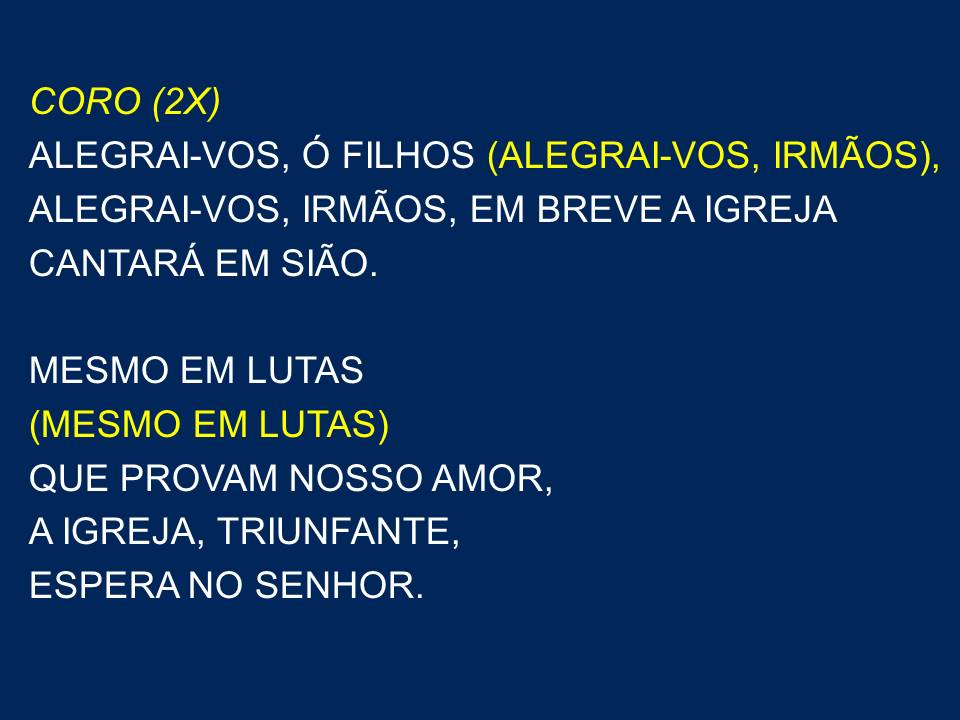 CORO (2X)
ALEGRAI-VOS, Ó FILHOS (ALEGRAI-VOS, IRMÃOS),
ALEGRAI-VOS, IRMÃOS, EM BREVE A IGREJA
CANTARÁ EM SIÃO.
MESMO EM LUTAS
(MESMO EM LUTAS)
QUE PROVAM NOSSO AMOR,
A IGREJA, TRIUNFANTE,
ESPERA NO SENHOR.